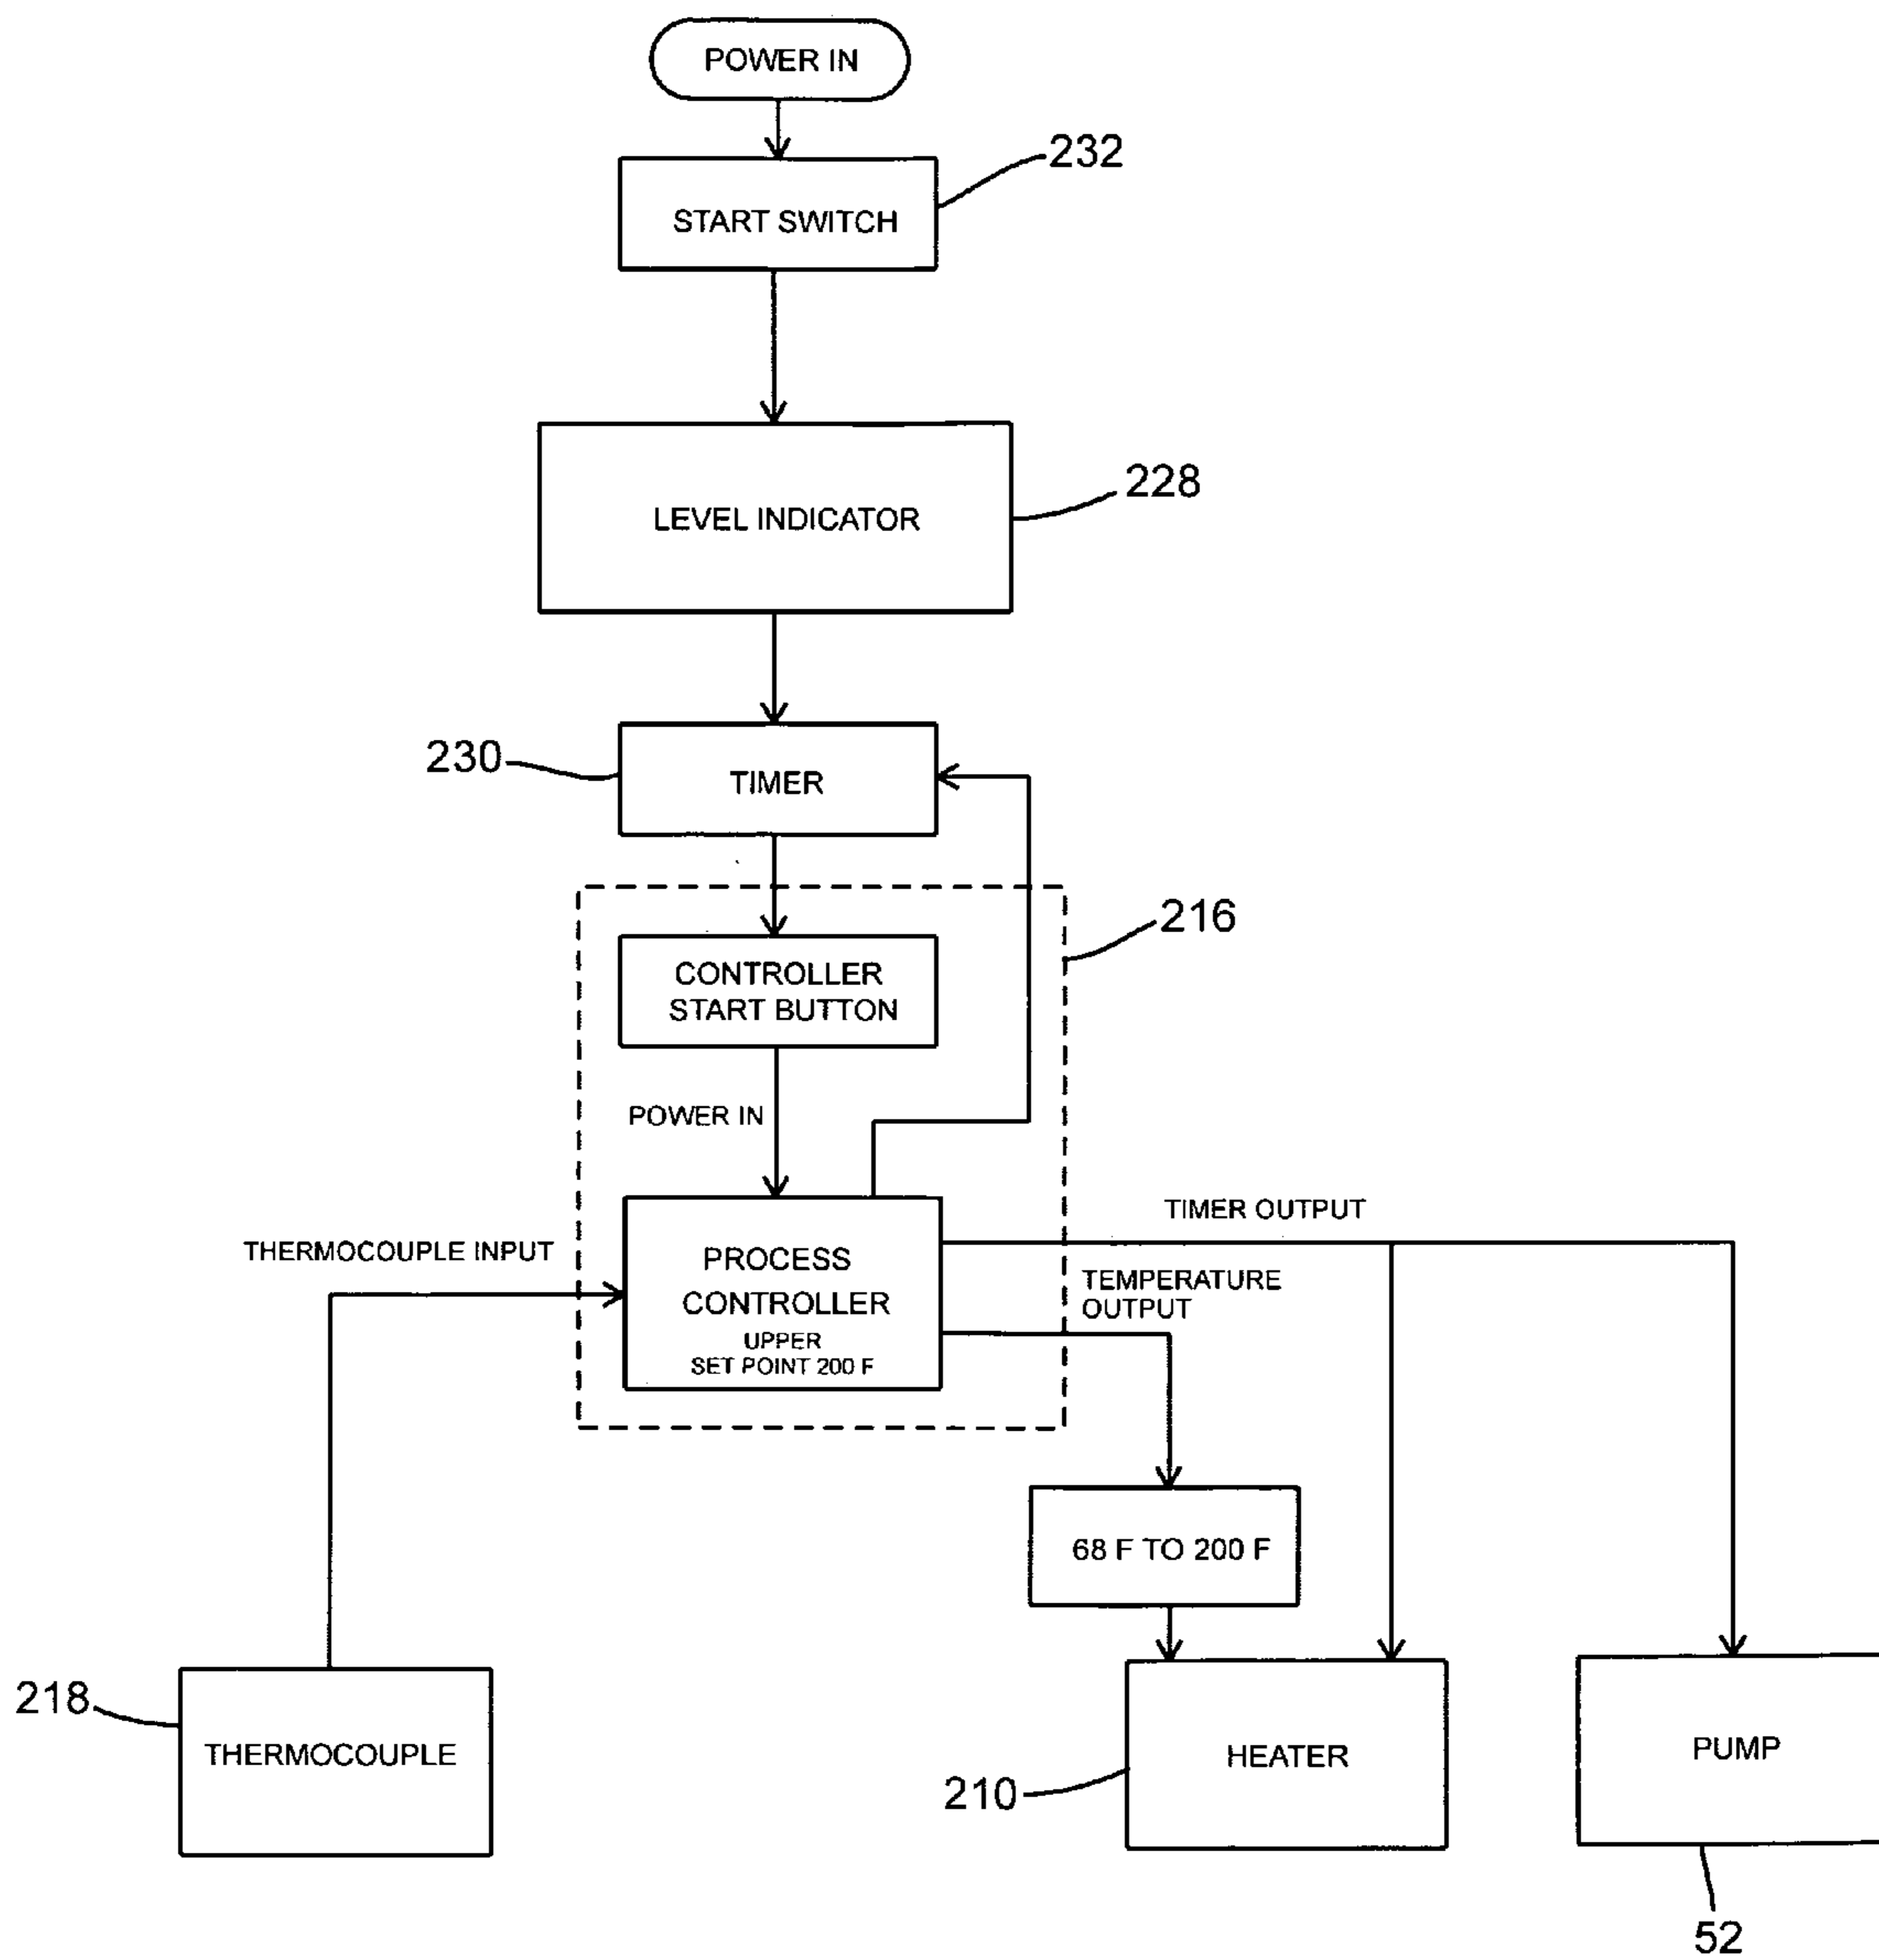 POWER IN
232
START SWITCH
228
LEVEL INDICATOR
230
TIMER
216
CONTROLLER
START BUTTON
POWER IN
TIMER OUTPUT
THERMOCOUPLE INPUT
PROCESS
CONTROLLER
UPPER
SET POINT 200 F
TEMPERATURE
OUTPUT
68 F TO 200 F
218
THERMOCOUPLE
HEATER
PUMP
210
52